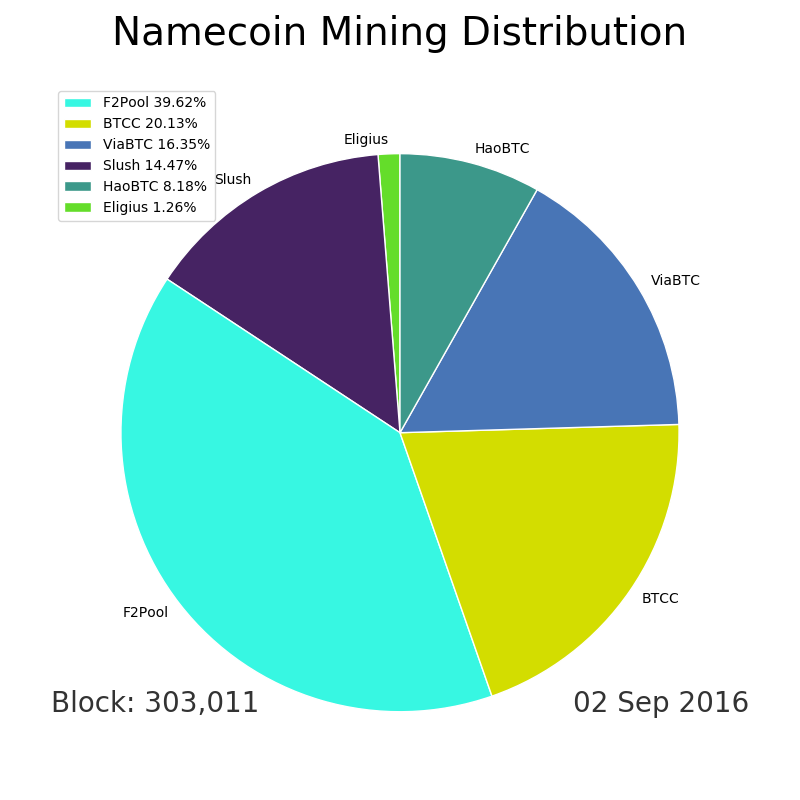 Namecoin Mining Distribution
F2Pool 39.62%
BTCC 20.13%
ViaBTC 16.35%
Slush 14.47%
HaoBTC 8.18%
Eligius 1.26%
Eligius
HaoBTC
Slush
ViaBTC
BTCC
F2Pool
Block: 303,011
02 Sep 2016